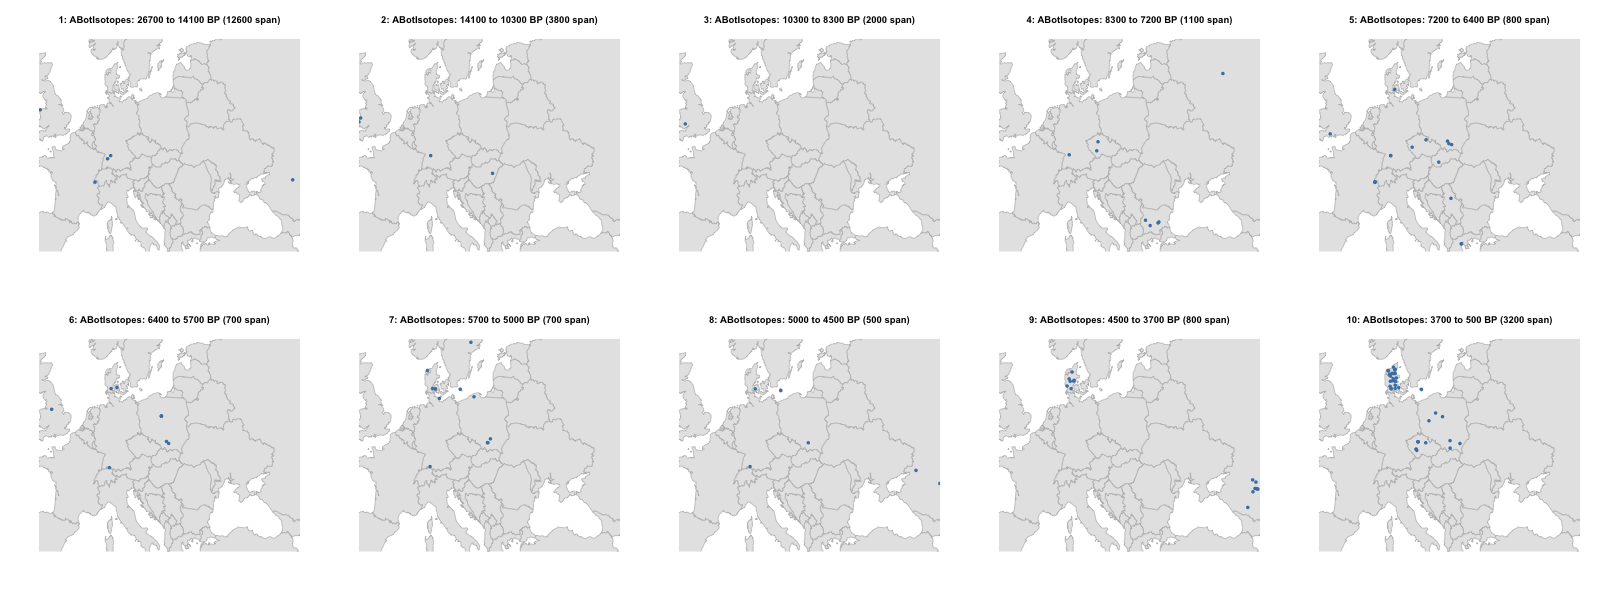 1: ABotIsotopes: 26700 to 14100 BP (12600 span)
2: ABotIsotopes: 14100 to 10300 BP (3800 span)
3: ABotIsotopes: 10300 to 8300 BP (2000 span)
4: ABotIsotopes: 8300 to 7200 BP (1100 span)
5: ABotIsotopes: 7200 to 6400 BP (800 span)
6: ABotIsotopes: 6400 to 5700 BP (700 span)
7: ABotIsotopes: 5700 to 5000 BP (700 span)
8: ABotIsotopes: 5000 to 4500 BP (500 span)
9: ABotIsotopes: 4500 to 3700 BP (800 span)
10: ABotIsotopes: 3700 to 500 BP (3200 span)